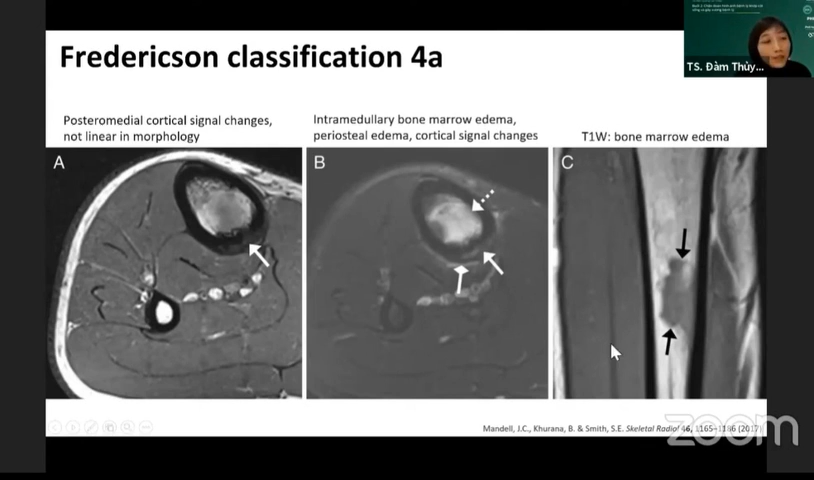 Fredericson classification 4a
TS. Đàm Thủy...
Posteromedial cortical signal changes,
not linear in morphology
Intramedullary bone marrow edema,
periosteal edema, cortical signal changes
T1W: bone marrow edema
A
B
C
Mandell, J.C., Khurana, B. & Smith, S.E. Skeletal Radiol 46, 1165–1186 (2017)
zoom